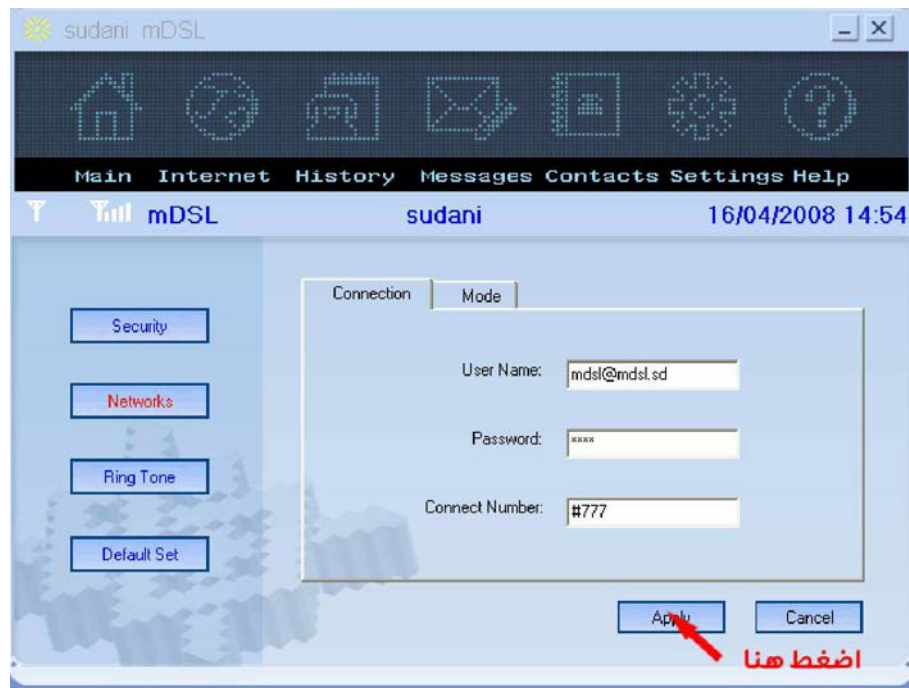 sudani mDSL
Main Internet History Messages Contacts Settings Help
mDSL sudani 16/04/2008 14:54
Connection Mode
Security
User Name: mdsl@mdsl.sd
Networks
Password: ****
Ring Tone
Connect Number: #777
Default Set
Apply Cancel
اضغط هنا